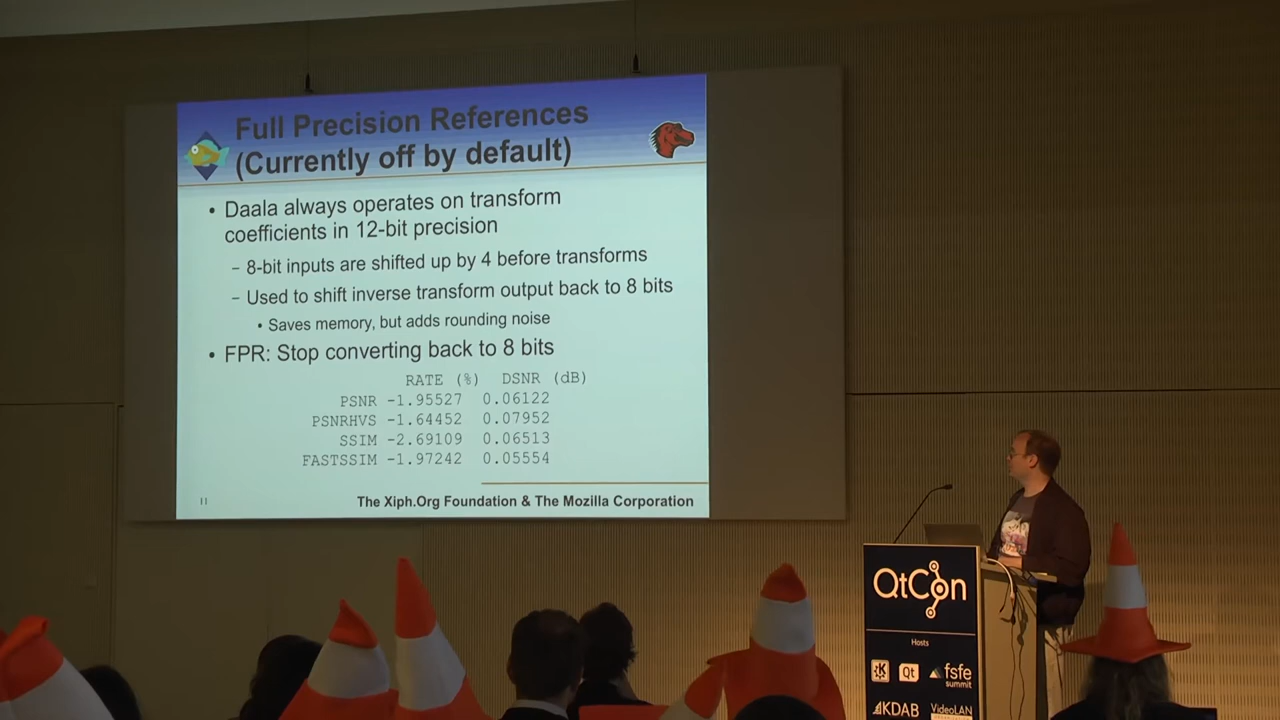 Full Precision References
(Currently off by default)
• Daala always operates on transform
coefficients in 12-bit precision
– 8-bit inputs are shifted up by 4 before transforms
– Used to shift inverse transform output back to 8 bits
• Saves memory, but adds rounding noise
• FPR: Stop converting back to 8 bits
RATE (%) DSNR (dB)
PSNR -1.95527 0.06122
PSNRHVS -1.64452 0.07952
SSIM -2.69109 0.06513
FASTSSIM -1.97242 0.05554
11
The Xiph.Org Foundation & The Mozilla Corporation
QtCon
Hosts
K Qt fsfe
summit
KDAB VideoLAN